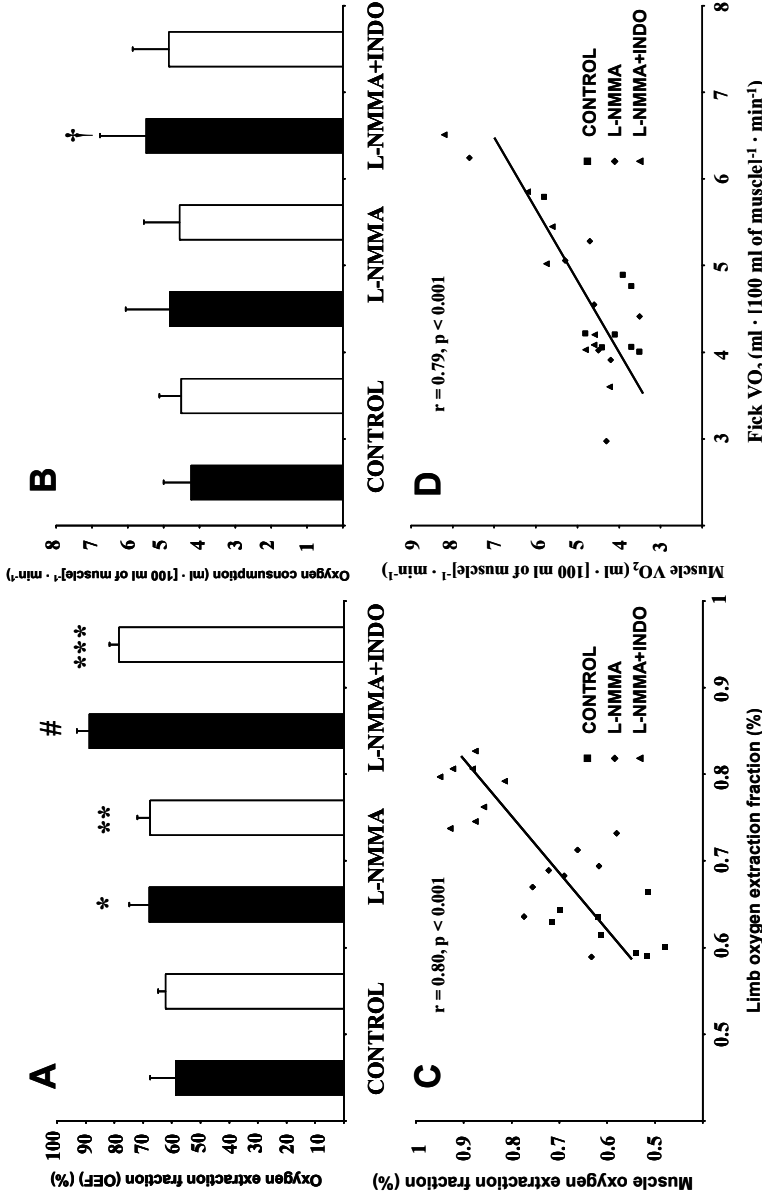 A
Oxygen extraction fraction (OEF) (%)
100
90
80
70
60
50
40
30
20
10
*
**
#
***
CONTROL
L-NMMA
L-NMMA+INDO
B
Oxygen consumption (ml · [100 ml of muscle]⁻¹ · min⁻¹)
8
7
6
5
4
3
2
1
†
CONTROL
L-NMMA
L-NMMA+INDO
C
Muscle oxygen extraction fraction (%)
1
0.9
0.8
0.7
0.6
0.5
r = 0.80, p < 0.001
CONTROL
L-NMMA
L-NMMA+INDO
0.5
0.6
0.7
0.8
0.9
1
Limb oxygen extraction fraction (%)
D
Muscle VO₂ (ml · [100 ml of muscle]⁻¹ · min⁻¹)
8
7
6
5
4
3
r = 0.79, p < 0.001
CONTROL
L-NMMA
L-NMMA+INDO
3
4
5
6
7
8
Fick VO₂ (ml · [100 ml of muscle]⁻¹ · min⁻¹)